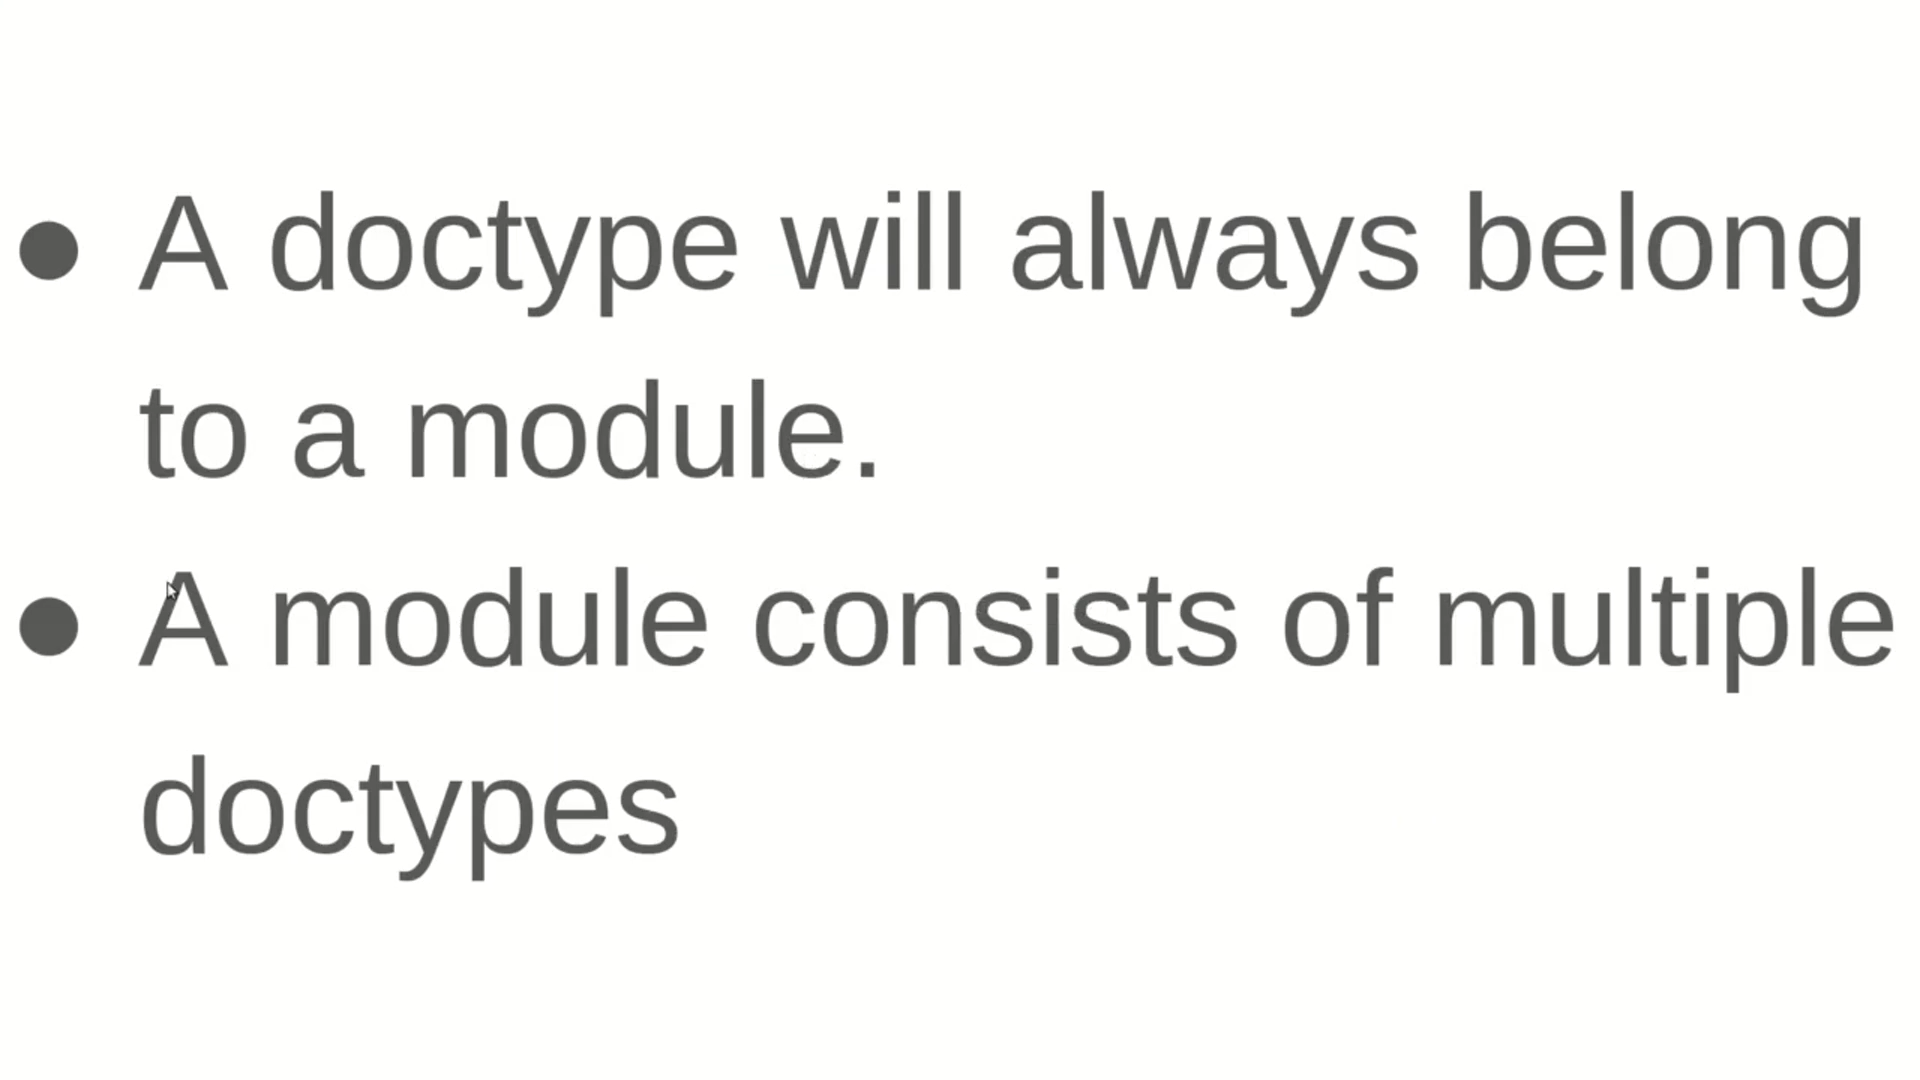 ● A doctype will always belong
to a module.
● A module consists of multiple
doctypes